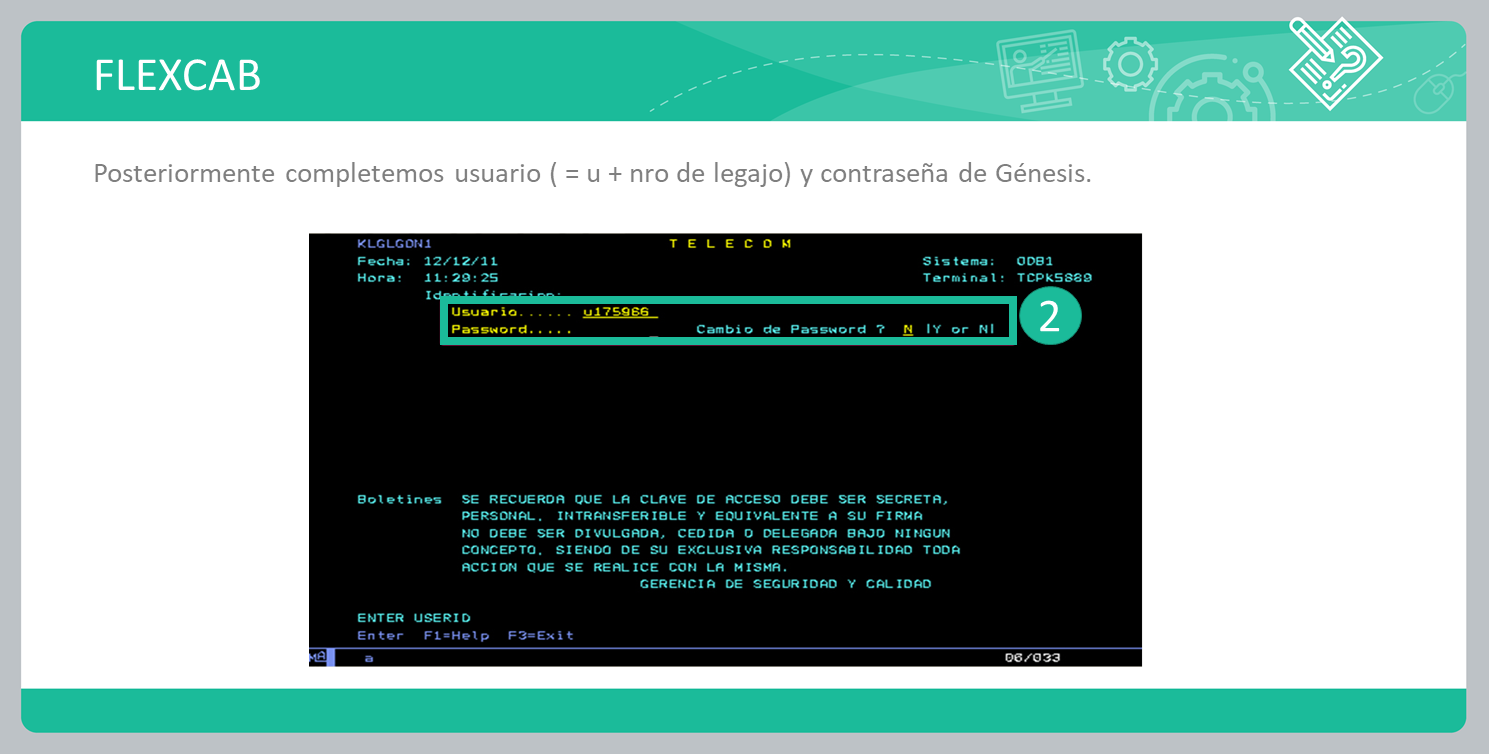 FLEXCAB
Posteriormente completemos usuario ( = u + nro de legajo) y contraseña de Génesis.
KLGLGON1 T E L E C O M
Fecha: 12/12/11 Sistema: ODB1
Hora: 11:29:25 Terminal: TCPK5889
Identificacion:
Usuario...... u175966_
Password..... _ Cambio de Password ? N |Y or N|
2
Boletines SE RECUERDA QUE LA CLAVE DE ACCESO DEBE SER SECRETA,
PERSONAL, INTRANSFERIBLE Y EQUIVALENTE A SU FIRMA
NO DEBE SER DIVULGADA, CEDIDA O DELEGADA BAJO NINGUN
CONCEPTO, SIENDO DE SU EXCLUSIVA RESPONSABILIDAD TODA
ACCION QUE SE REALICE CON LA MISMA.
GERENCIA DE SEGURIDAD Y CALIDAD
ENTER USERID
Enter F1=Help F3=Exit
MA a 06/033